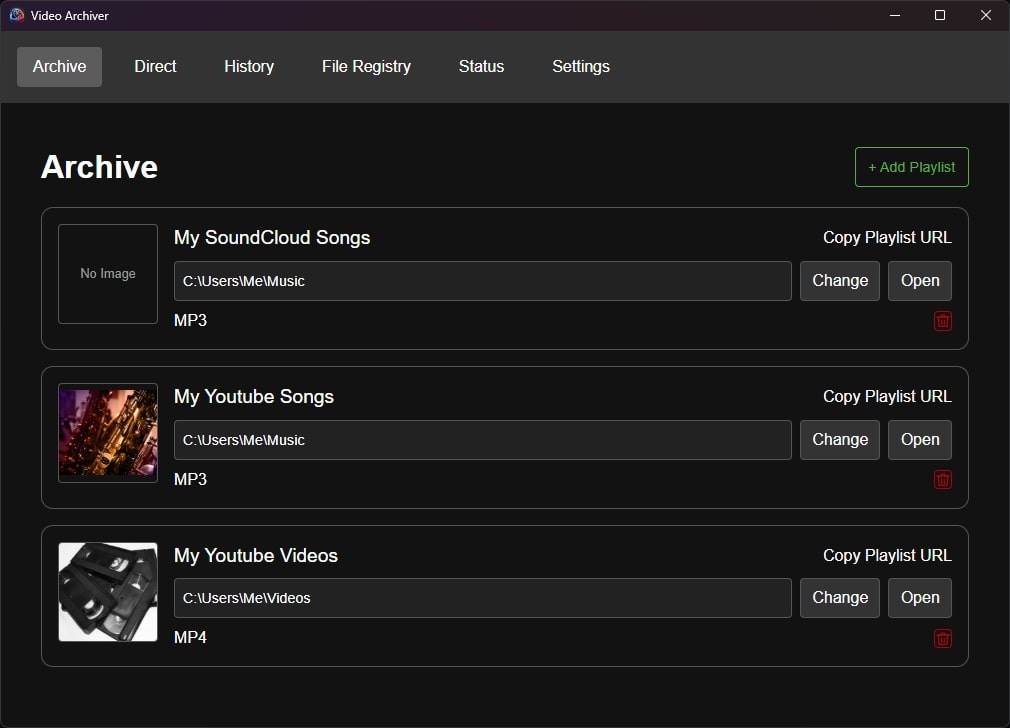 Video Archiver
Archive Direct History File Registry Status Settings
Archive
+ Add Playlist
No Image
My SoundCloud Songs
Copy Playlist URL
C:\Users\Me\Music
Change
Open
MP3
My Youtube Songs
Copy Playlist URL
C:\Users\Me\Music
Change
Open
MP3
My Youtube Videos
Copy Playlist URL
C:\Users\Me\Videos
Change
Open
MP4